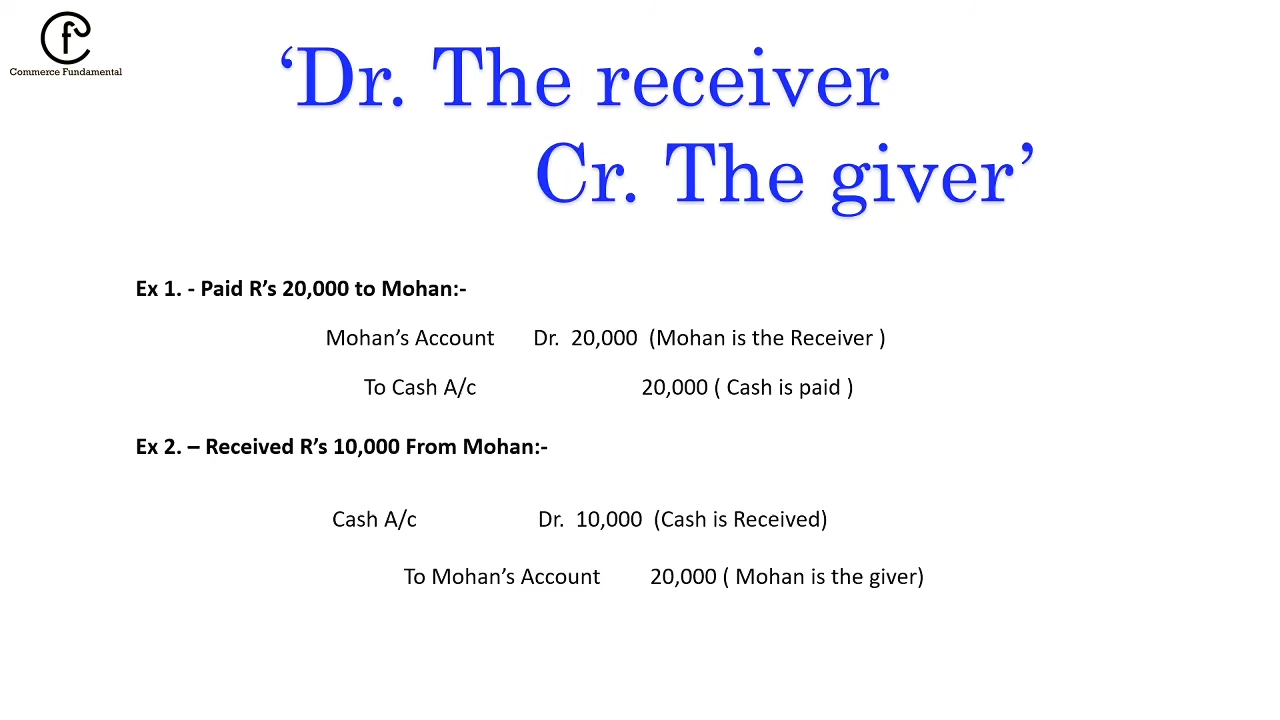 Commerce Fundamental
‘Dr. The receiver
Cr. The giver’
Ex 1. - Paid R’s 20,000 to Mohan:-
Mohan’s Account Dr. 20,000 (Mohan is the Receiver )
To Cash A/c 20,000 ( Cash is paid )
Ex 2. – Received R’s 10,000 From Mohan:-
Cash A/c Dr. 10,000 (Cash is Received)
To Mohan’s Account 20,000 ( Mohan is the giver)